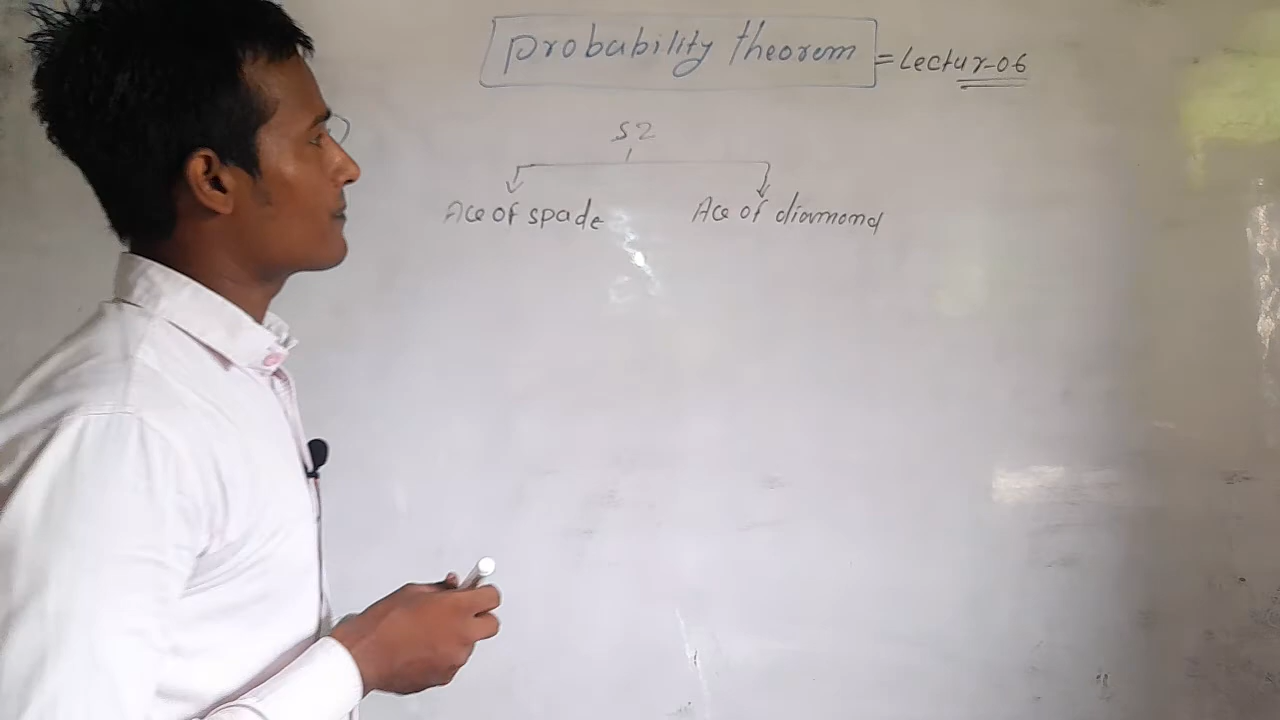 probability theorem = Lectur-06
52
Ace of spade Ace of diamond